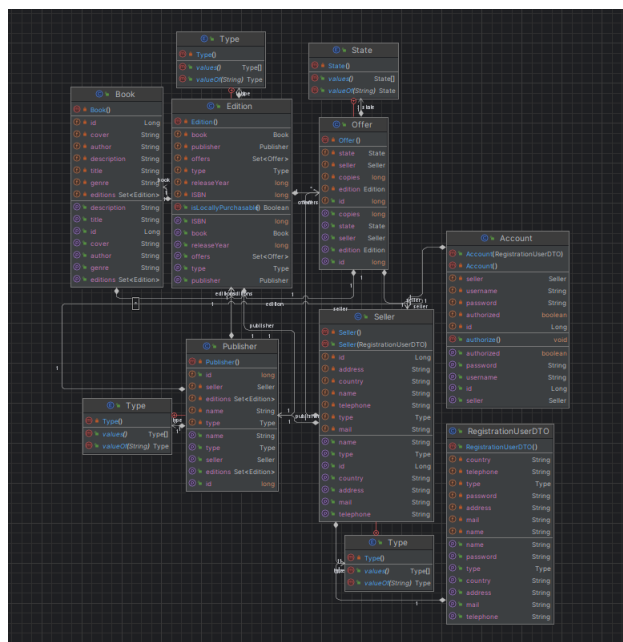 Type
Type()
values() Type[]
valueOf(String) Type
State
State()
values() State[]
valueOf(String) State
Book
Book()
id Long
cover String
author String
description String
title String
genre String
editions Set<Edition>
description String
title String
id Long
cover String
author String
genre String
editions Set<Edition>
Edition
Edition()
book Book
publisher Publisher
offers Set<Offer>
type Type
releaseYear long
ISBN long
isLocallyPurchasable() Boolean
ISBN long
book Book
releaseYear long
offers Set<Offer>
type Type
publisher Publisher
Offer
Offer()
state State
seller Seller
copies long
edition Edition
id long
copies long
state State
seller Seller
edition Edition
id long
Account
Account(RegistrationUserDTO)
Account()
seller Seller
username String
password String
authorized boolean
id Long
authorize() void
authorized boolean
password String
username String
id Long
seller Seller
Publisher
Publisher()
id long
seller Seller
editions Set<Edition>
name String
type Type
name String
type Type
seller Seller
editions Set<Edition>
id long
Seller
Seller()
Seller(RegistrationUserDTO)
id Long
address String
country String
name String
telephone String
type Type
mail String
name String
type Type
id Long
country String
address String
mail String
telephone String
Type
Type()
values() Type[]
valueOf(String) Type
RegistrationUserDTO
RegistrationUserDTO()
country String
telephone String
type Type
password String
address String
mail String
name String
name String
password String
type Type
country String
address String
mail String
telephone String
Type
Type()
values() Type[]
valueOf(String) Type
book
state
edition
publisher
seller
seller
1
1
1
1